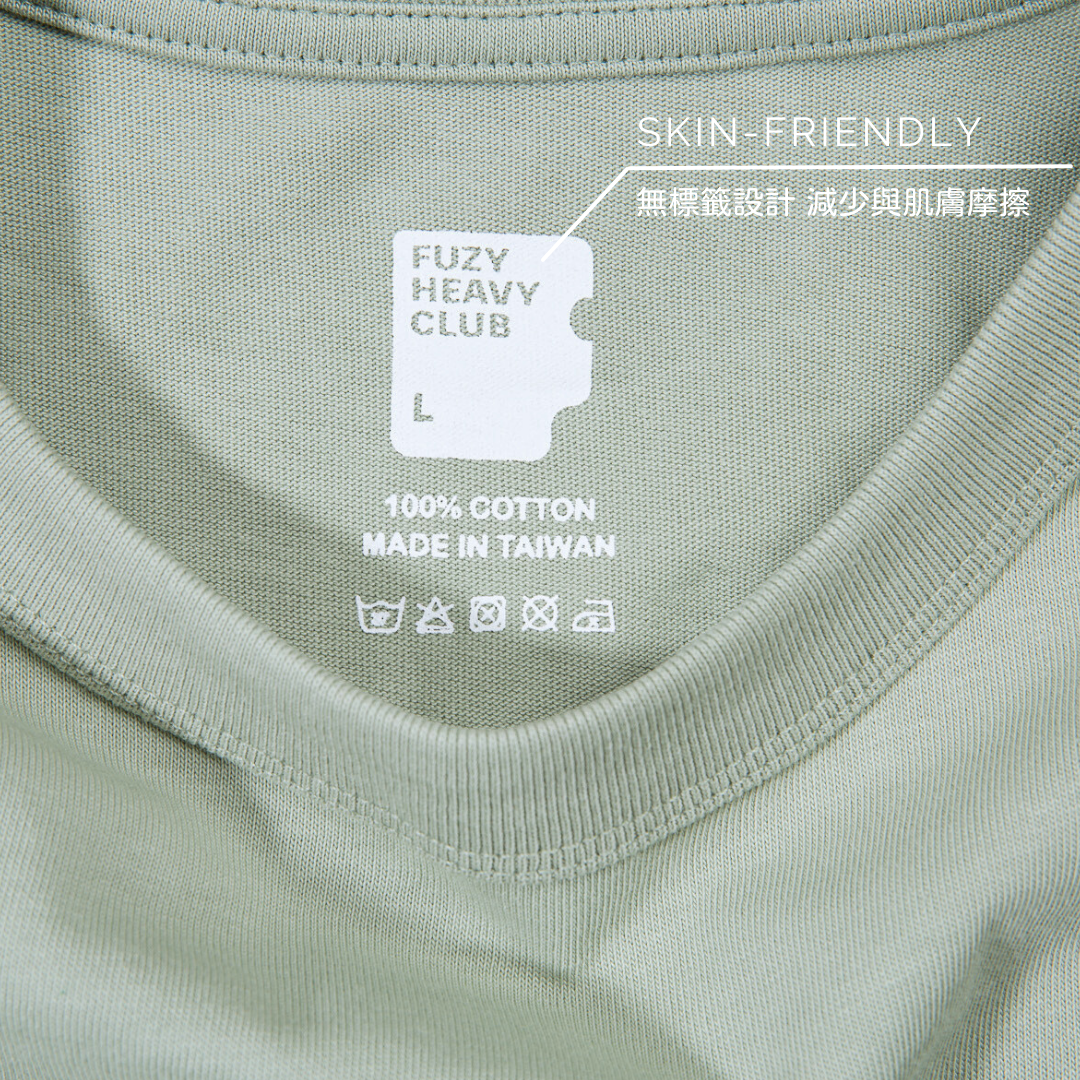 SKIN-FRIENDLY
無標籤設計 減少與肌膚摩擦
FUZY
HEAVY
CLUB
L
100% COTTON
MADE IN TAIWAN